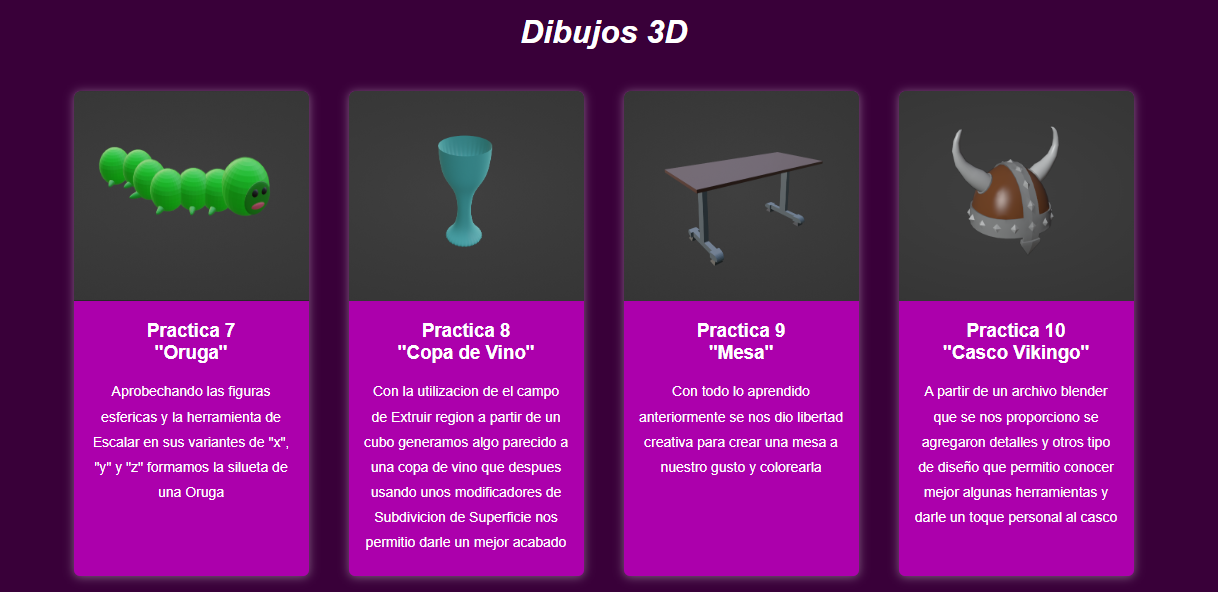 Dibujos 3D
Practica 7
"Oruga"
Aprobechando las figuras
esfericas y la herramienta de
Escalar en sus variantes de "x",
"y" y "z" formamos la silueta de
una Oruga
Practica 8
"Copa de Vino"
Con la utilizacion de el campo
de Extruir region a partir de un
cubo generamos algo parecido a
una copa de vino que despues
usando unos modificadores de
Subdivicion de Superficie nos
permitio darle un mejor acabado
Practica 9
"Mesa"
Con todo lo aprendido
anteriormente se nos dio libertad
creativa para crear una mesa a
nuestro gusto y colorearla
Practica 10
"Casco Vikingo"
A partir de un archivo blender
que se nos proporciono se
agregaron detalles y otros tipo
de diseño que permitio conocer
mejor algunas herramientas y
darle un toque personal al casco